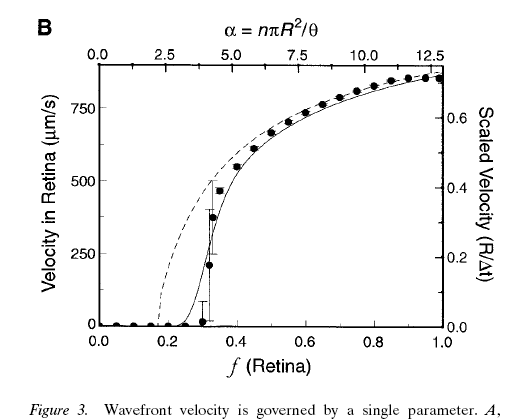 B
α = nπR²/θ
0.0 2.5 5.0 7.5 10.0 12.5
Velocity in Retina (μm/s)
750
500
250
0
0.6
0.4
0.2
0.0
Scaled Velocity (R/Δt)
0.0 0.2 0.4 0.6 0.8 1.0
f (Retina)
Figure 3. Wavefront velocity is governed by a single parameter. A,